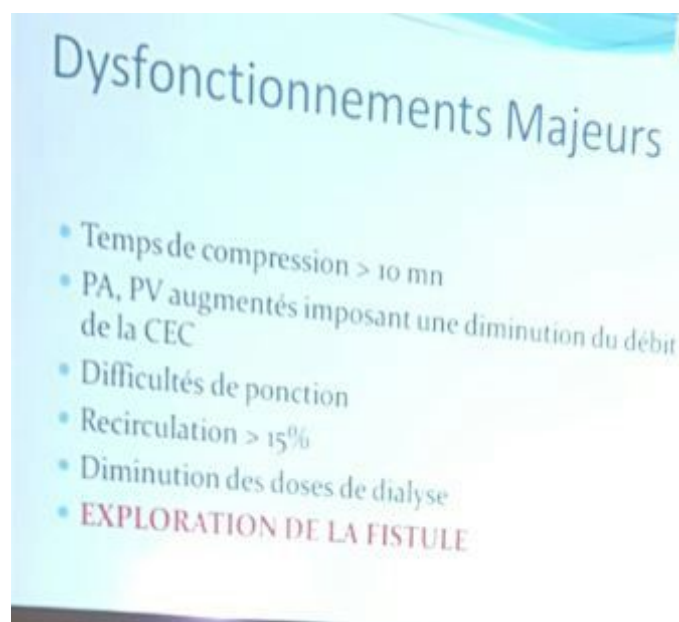 Dysfonctionnements Majeurs
• Temps de compression > 10 mn
• PA, PV augmentés imposant une diminution du débit
de la CEC
• Difficultés de ponction
• Recirculation > 15%
• Diminution des doses de dialyse
• EXPLORATION DE LA FISTULE